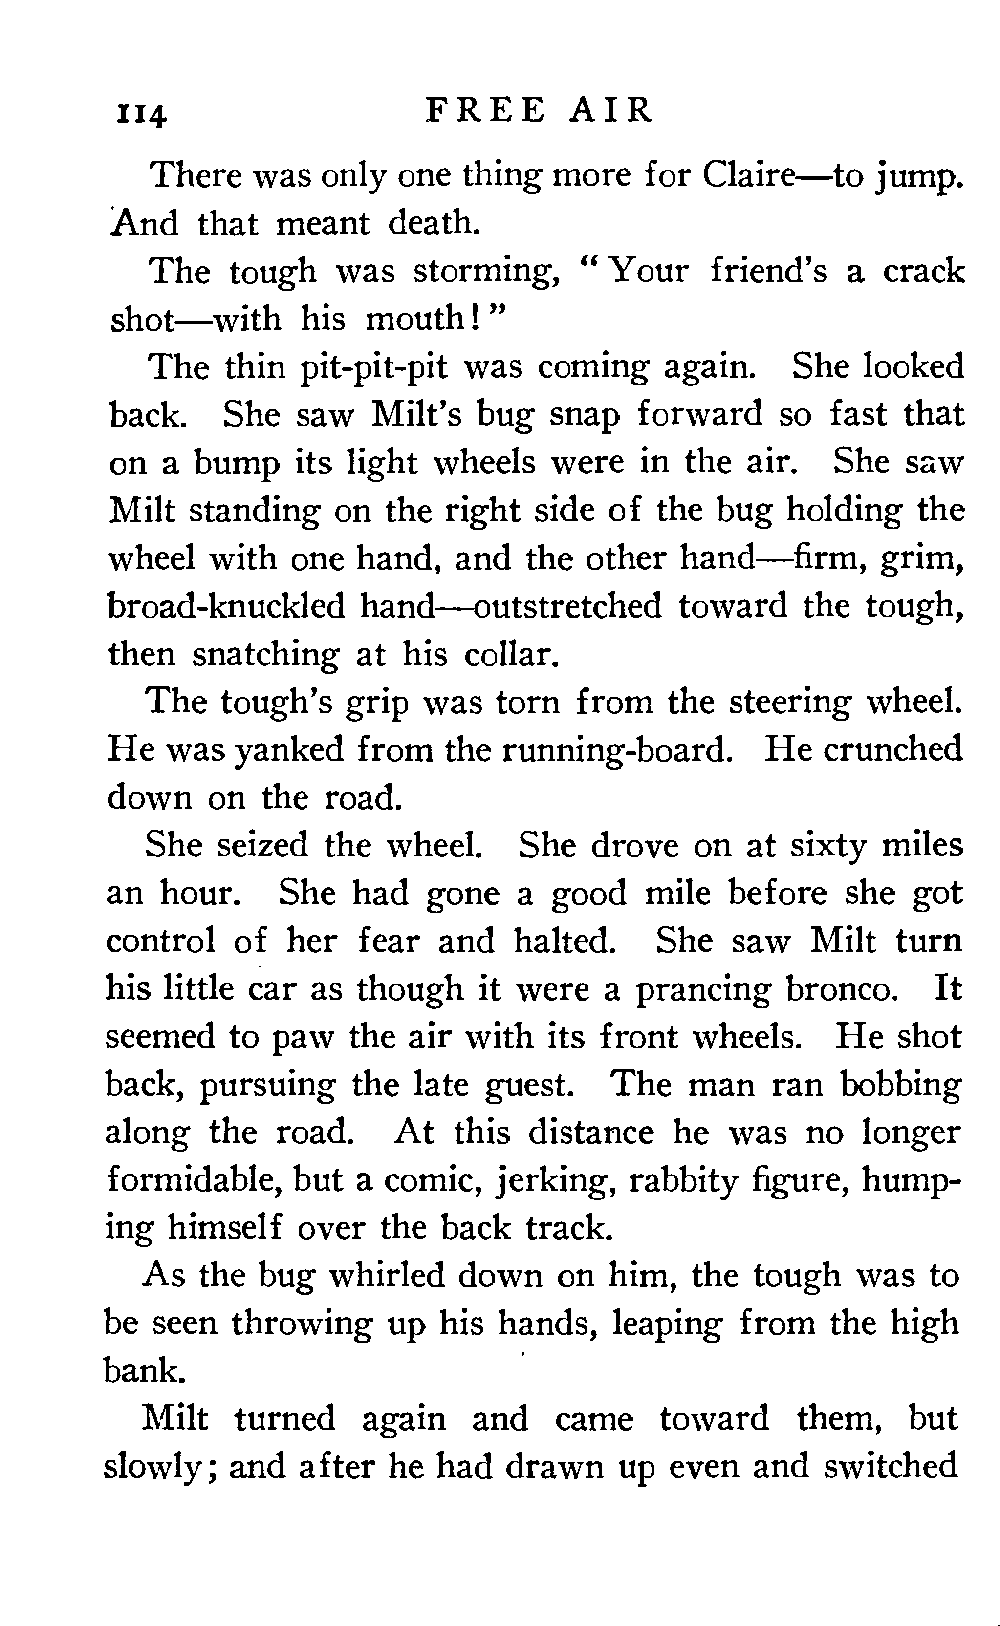 114 FREE AIR
There was only one thing more for Claire—to jump.
And that meant death.
The tough was storming, “ Your friend's a crack
shot—with his mouth! ”
The thin pit-pit-pit was coming again. She looked
back. She saw Milt's bug snap forward so fast that
on a bump its light wheels were in the air. She saw
Milt standing on the right side of the bug holding the
wheel with one hand, and the other hand—firm, grim,
broad-knuckled hand—outstretched toward the tough,
then snatching at his collar.
The tough's grip was torn from the steering wheel.
He was yanked from the running-board. He crunched
down on the road.
She seized the wheel. She drove on at sixty miles
an hour. She had gone a good mile before she got
control of her fear and halted. She saw Milt turn
his little car as though it were a prancing bronco. It
seemed to paw the air with its front wheels. He shot
back, pursuing the late guest. The man ran bobbing
along the road. At this distance he was no longer
formidable, but a comic, jerking, rabbity figure, hump-
ing himself over the back track.
As the bug whirled down on him, the tough was to
be seen throwing up his hands, leaping from the high
bank.
Milt turned again and came toward them, but
slowly; and after he had drawn up even and switched